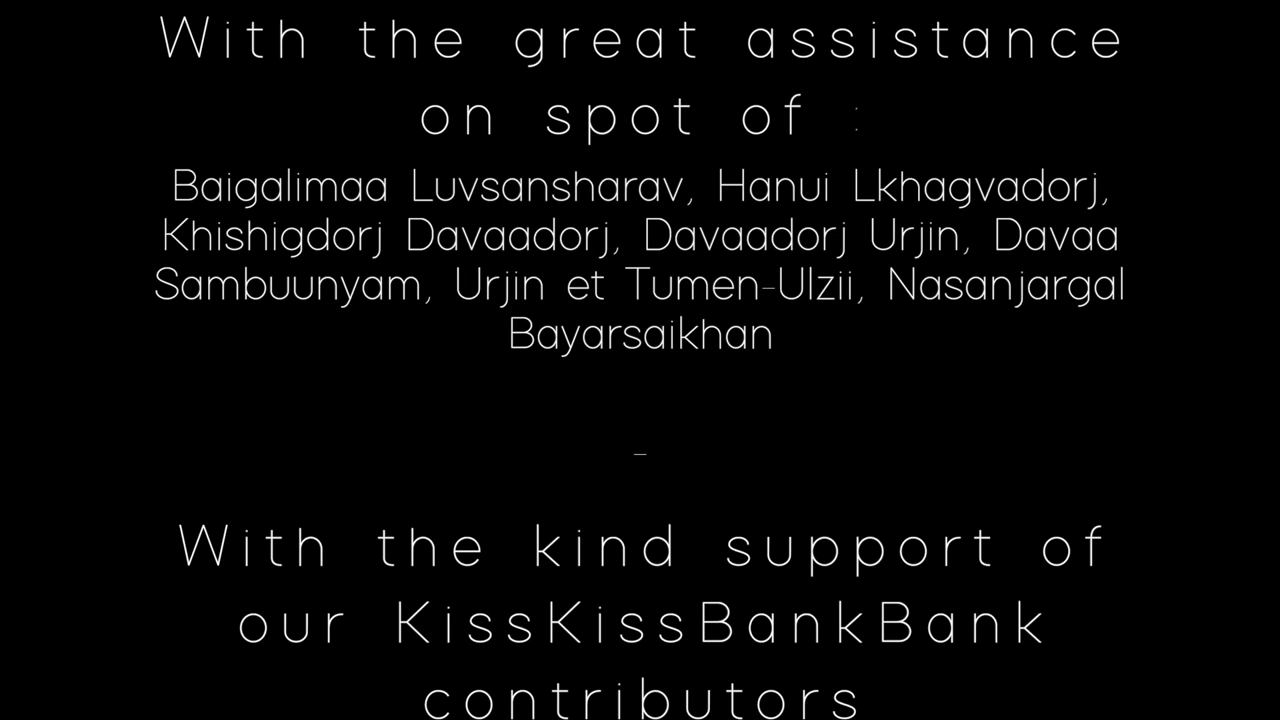 With the great assistance
on spot of :
Baigalimaa Luvsansharav, Hanui Lkhagvadorj,
Khishigdorj Davaadorj, Davaadorj Urjin, Davaa
Sambuunyam, Urjin et Tumen-Ulzii, Nasanjargal
Bayarsaikhan
-
With the kind support of
our KissKissBankBank
contributors